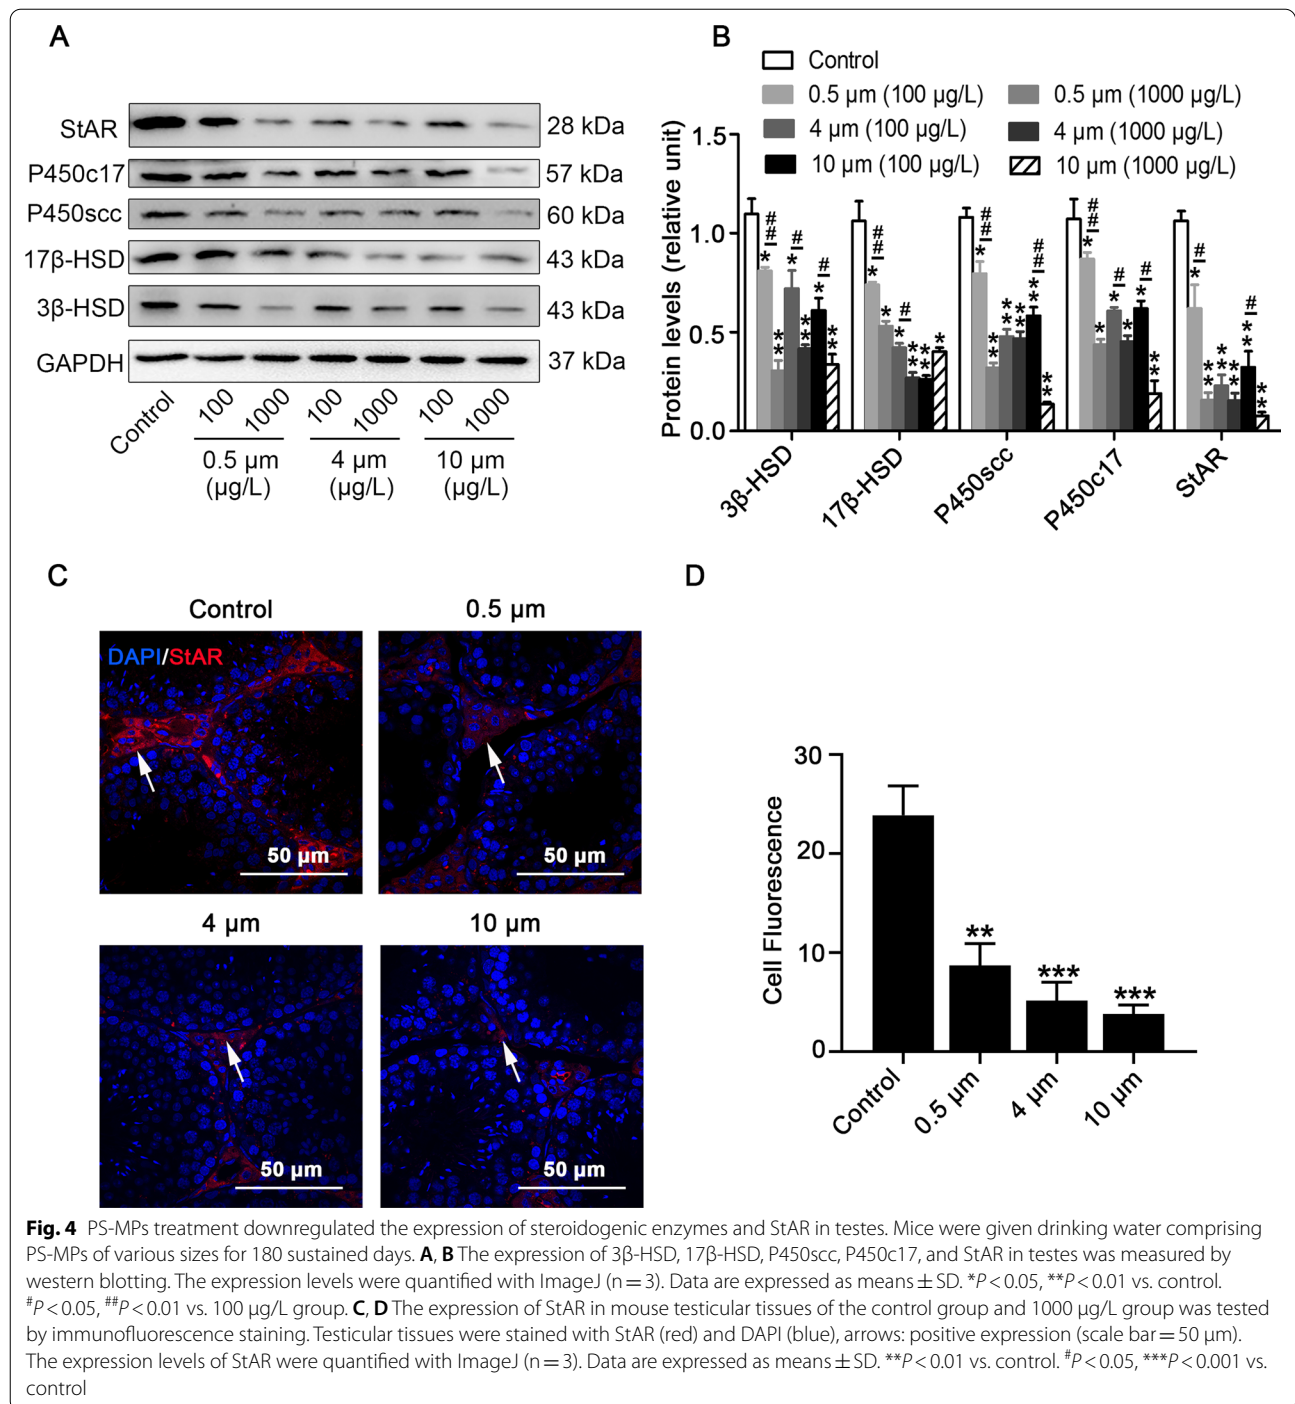 A
StAR
28 kDa
P450c17
57 kDa
P450scc
60 kDa
17β-HSD
43 kDa
3β-HSD
43 kDa
GAPDH
37 kDa
Control
100
1000
100
1000
100
1000
0.5 µm
4 µm
10 µm
(µg/L)
(µg/L)
(µg/L)
B
Control
0.5 µm (100 µg/L)
0.5 µm (1000 µg/L)
4 µm (100 µg/L)
4 µm (1000 µg/L)
10 µm (100 µg/L)
10 µm (1000 µg/L)
Protein levels (relative unit)
1.5
1.0
0.5
0.0
3β-HSD
17β-HSD
P450scc
P450c17
StAR
C
Control
0.5 µm
DAPI/StAR
50 µm
50 µm
4 µm
10 µm
50 µm
50 µm
D
Cell Fluorescence
30
20
10
0
**
***
***
Control
0.5 µm
4 µm
10 µm
Fig. 4 PS-MPs treatment downregulated the expression of steroidogenic enzymes and StAR in testes. Mice were given drinking water comprising
PS-MPs of various sizes for 180 sustained days. A, B The expression of 3β-HSD, 17β-HSD, P450scc, P450c17, and StAR in testes was measured by
western blotting. The expression levels were quantified with ImageJ (n = 3). Data are expressed as means ± SD. *P < 0.05, **P < 0.01 vs. control.
#P < 0.05, ##P < 0.01 vs. 100 µg/L group. C, D The expression of StAR in mouse testicular tissues of the control group and 1000 µg/L group was tested
by immunofluorescence staining. Testicular tissues were stained with StAR (red) and DAPI (blue), arrows: positive expression (scale bar = 50 µm).
The expression levels of StAR were quantified with ImageJ (n = 3). Data are expressed as means ± SD. **P < 0.01 vs. control. #P < 0.05, ***P < 0.001 vs.
control